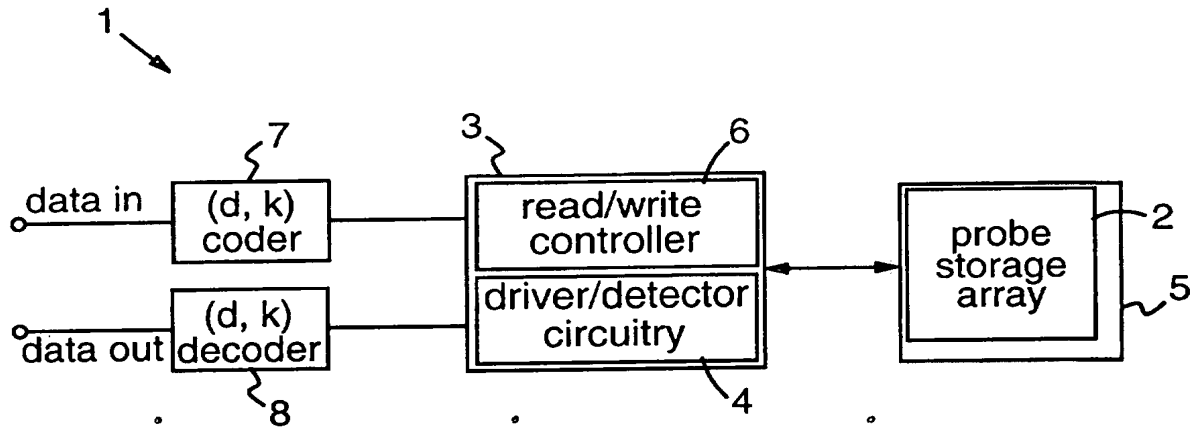 1
7
3
6
data in
(d, k)
coder
read/write
controller
probe
storage
array
2
5
data out
(d, k)
decoder
driver/detector
circuitry
8
4